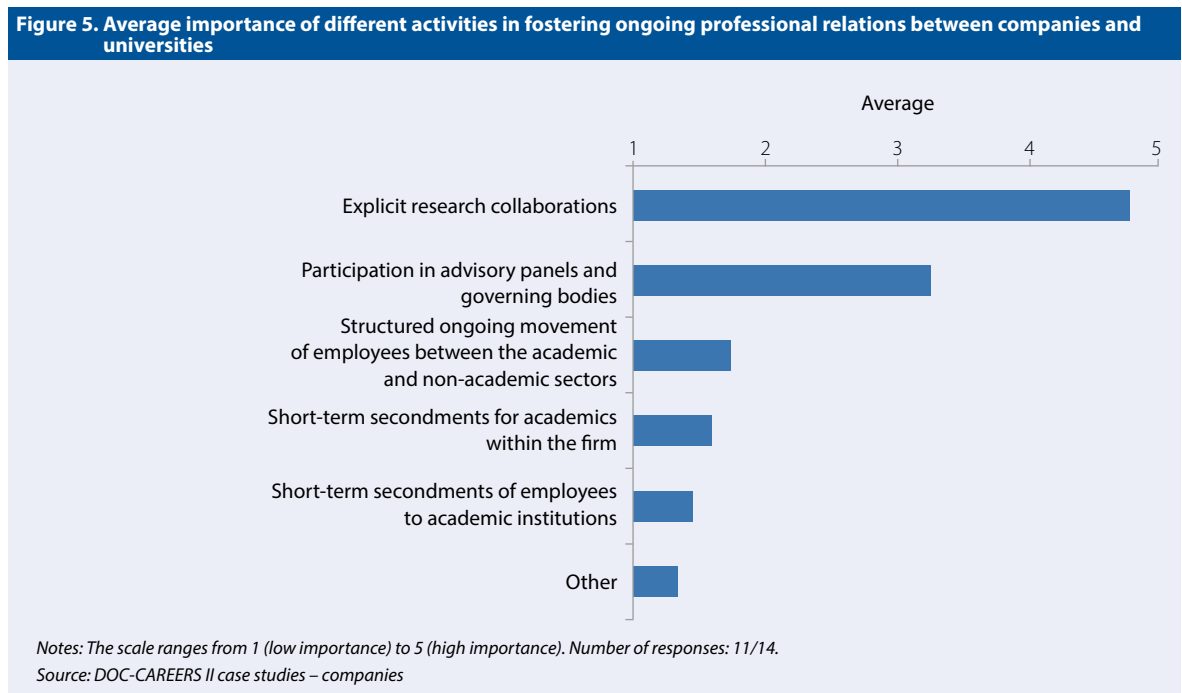 Figure 5. Average importance of different activities in fostering ongoing professional relations between companies and
universities
Average
1 2 3 4 5
Explicit research collaborations
Participation in advisory panels and
governing bodies
Structured ongoing movement
of employees between the academic
and non-academic sectors
Short-term secondments for academics
within the firm
Short-term secondments of employees
to academic institutions
Other
Notes: The scale ranges from 1 (low importance) to 5 (high importance). Number of responses: 11/14.
Source: DOC-CAREERS II case studies – companies